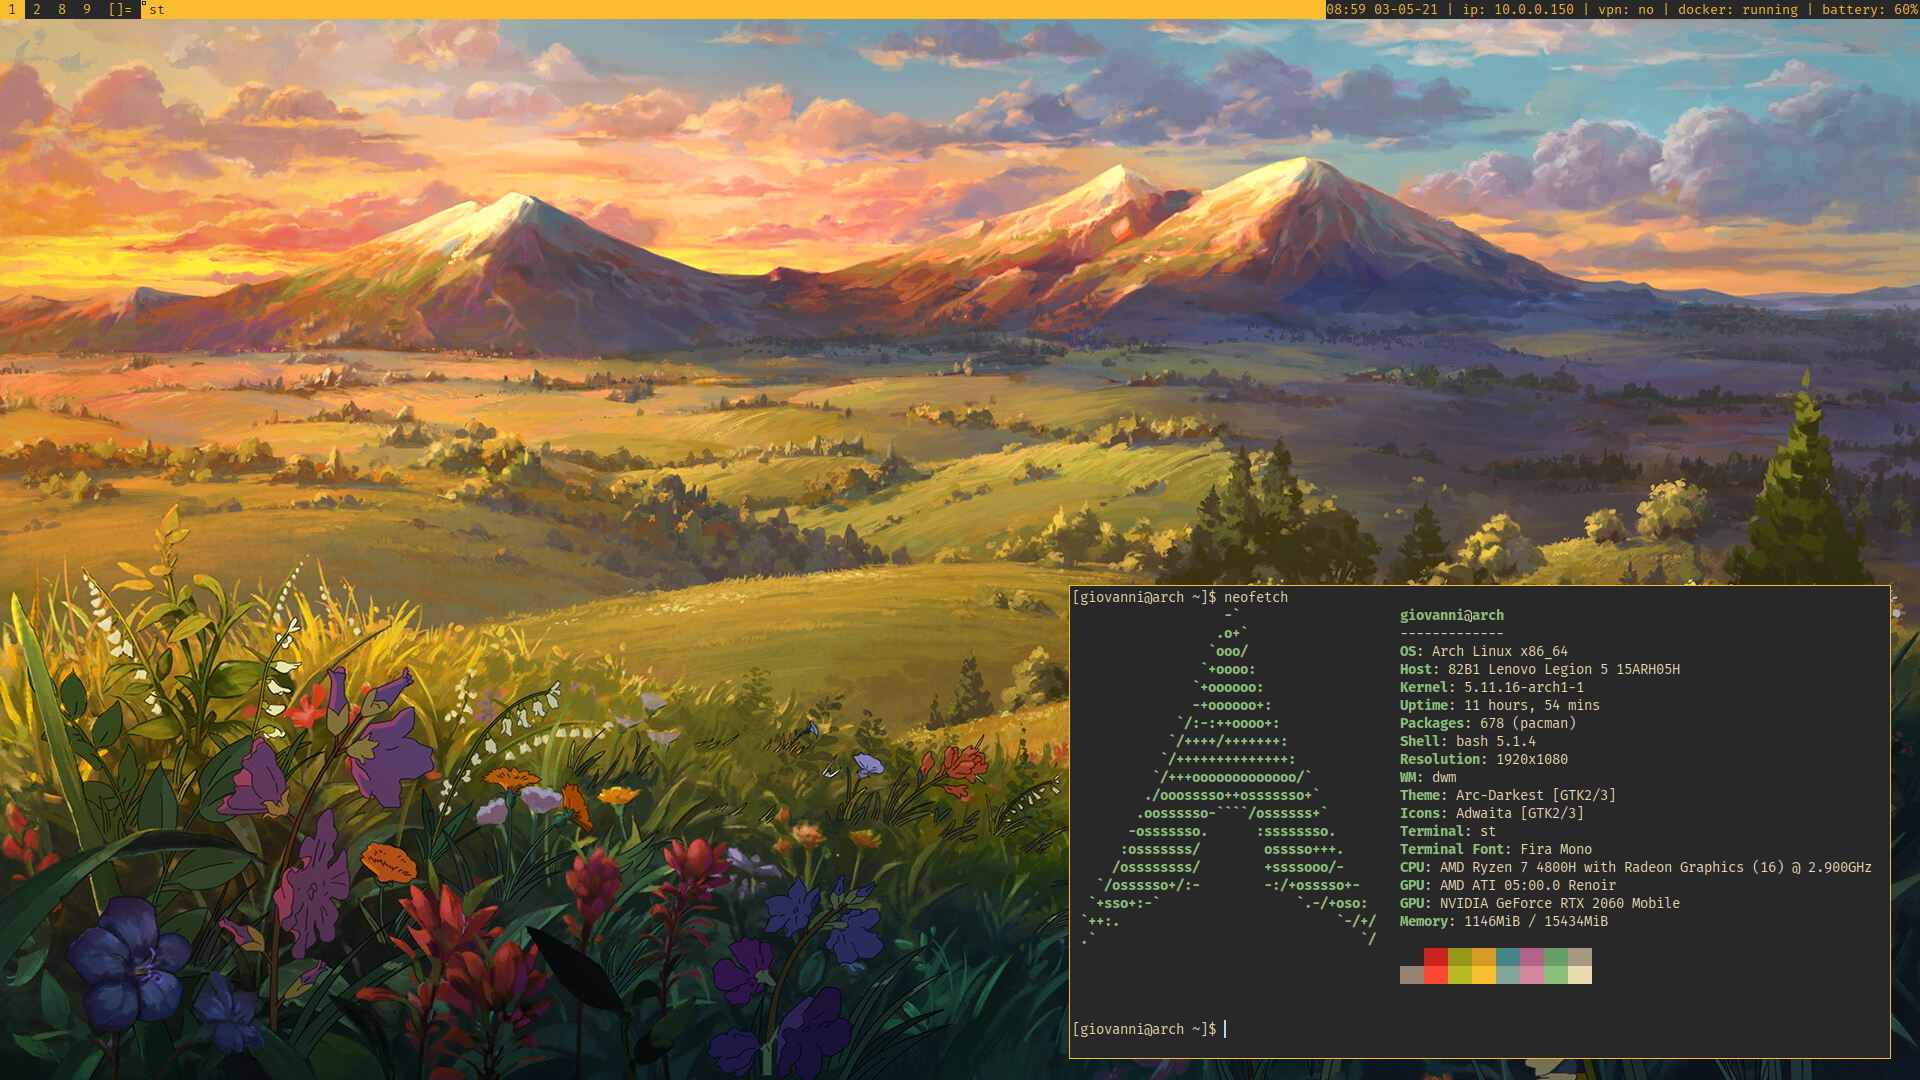 1 2 8 9 []= st 08:59 03-05-21 | ip: 10.0.0.150 | vpn: no | docker: running | battery: 60%
[giovanni@arch ~]$ neofetch
-` giovanni@arch
.o+` -------------
`ooo/ OS: Arch Linux x86_64
`+oooo: Host: 82B1 Lenovo Legion 5 15ARH05H
`+oooooo: Kernel: 5.11.16-arch1-1
-+oooooo+: Uptime: 11 hours, 54 mins
`/:-:++oooo+: Packages: 678 (pacman)
`/++++/+++++++: Shell: bash 5.1.4
`/++++++++++++++: Resolution: 1920x1080
`/+++ooooooooooooo/` WM: dwm
./ooosssso++osssssso+` Theme: Arc-Darkest [GTK2/3]
.oossssso-````/ossssss+` Icons: Adwaita [GTK2/3]
-osssssso. :ssssssso. Terminal: st
:osssssss/ osssso+++. Terminal Font: Fira Mono
/ossssssss/ +ssssooo/- CPU: AMD Ryzen 7 4800H with Radeon Graphics (16) @ 2.900GHz
`/ossssso+/:- -:/+osssso+- GPU: AMD ATI 05:00.0 Renoir
`+sso+:-` `.-/+oso: GPU: NVIDIA GeForce RTX 2060 Mobile
`++:. `-/+/ Memory: 1146MiB / 15434MiB
.` `/
[giovanni@arch ~]$